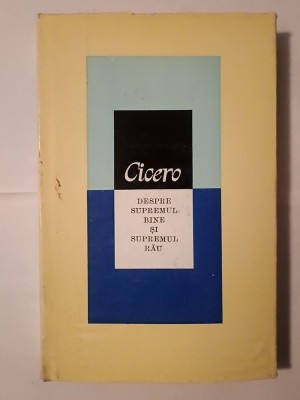 Cicero
DESPRE
SUPREMUL
BINE
ȘI
SUPREMUL
RĂU